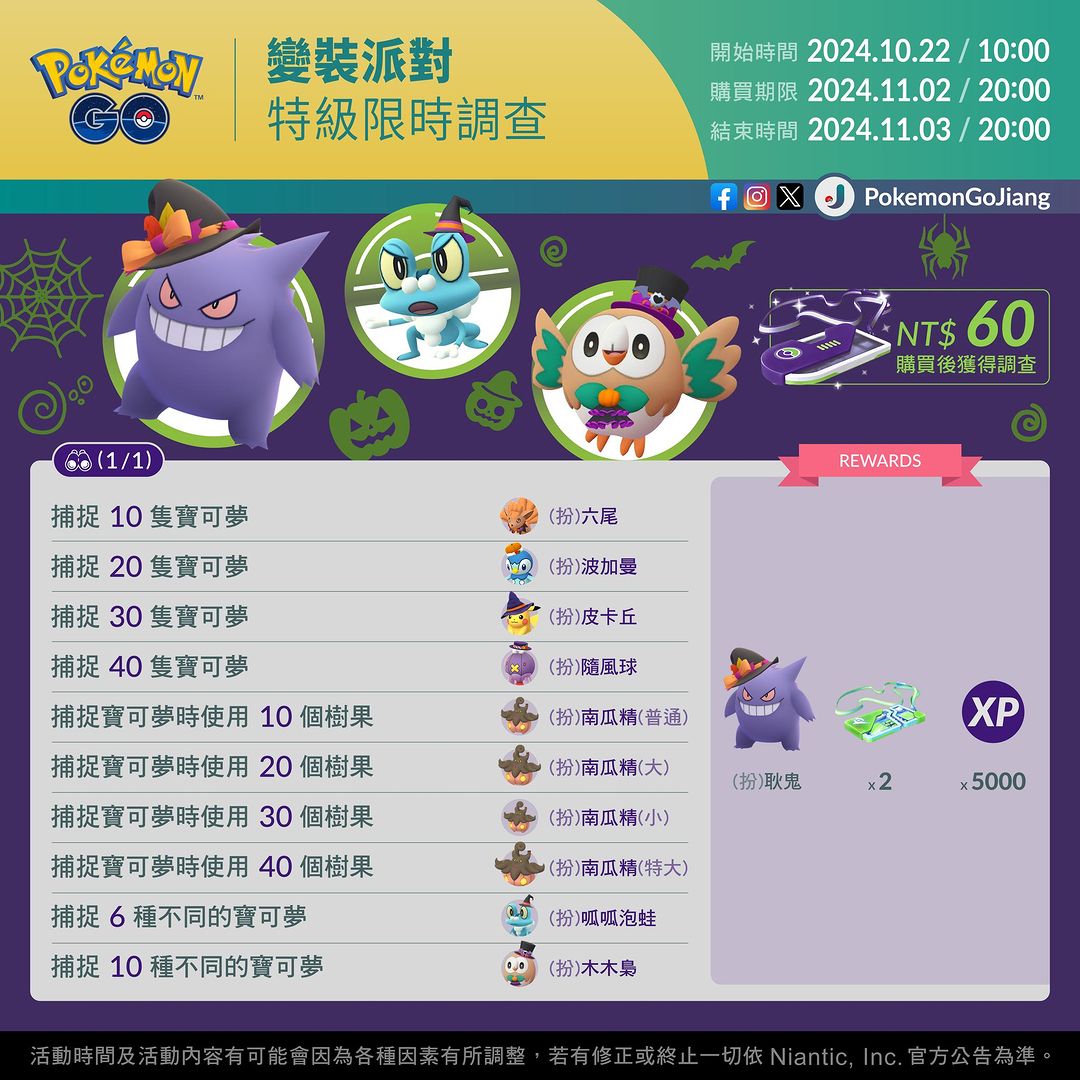 POKéMON GO™
變裝派對
特級限時調查
開始時間 2024.10.22 / 10:00
購買期限 2024.11.02 / 20:00
結束時間 2024.11.03 / 20:00
PokemonGoJiang
NT$ 60
購買後獲得調查
(1/1)
REWARDS
捕捉 10 隻寶可夢 (扮)六尾
捕捉 20 隻寶可夢 (扮)波加曼
捕捉 30 隻寶可夢 (扮)皮卡丘
捕捉 40 隻寶可夢 (扮)隨風球
捕捉寶可夢時使用 10 個樹果 (扮)南瓜精(普通)
捕捉寶可夢時使用 20 個樹果 (扮)南瓜精(大)
捕捉寶可夢時使用 30 個樹果 (扮)南瓜精(小)
捕捉寶可夢時使用 40 個樹果 (扮)南瓜精(特大)
捕捉 6 種不同的寶可夢 (扮)呱呱泡蛙
捕捉 10 種不同的寶可夢 (扮)木木梟
XP
(扮)耿鬼 x 2 x 5000
活動時間及活動內容有可能會因為各種因素有所調整，若有修正或終止一切依 Niantic, Inc. 官方公告為準。